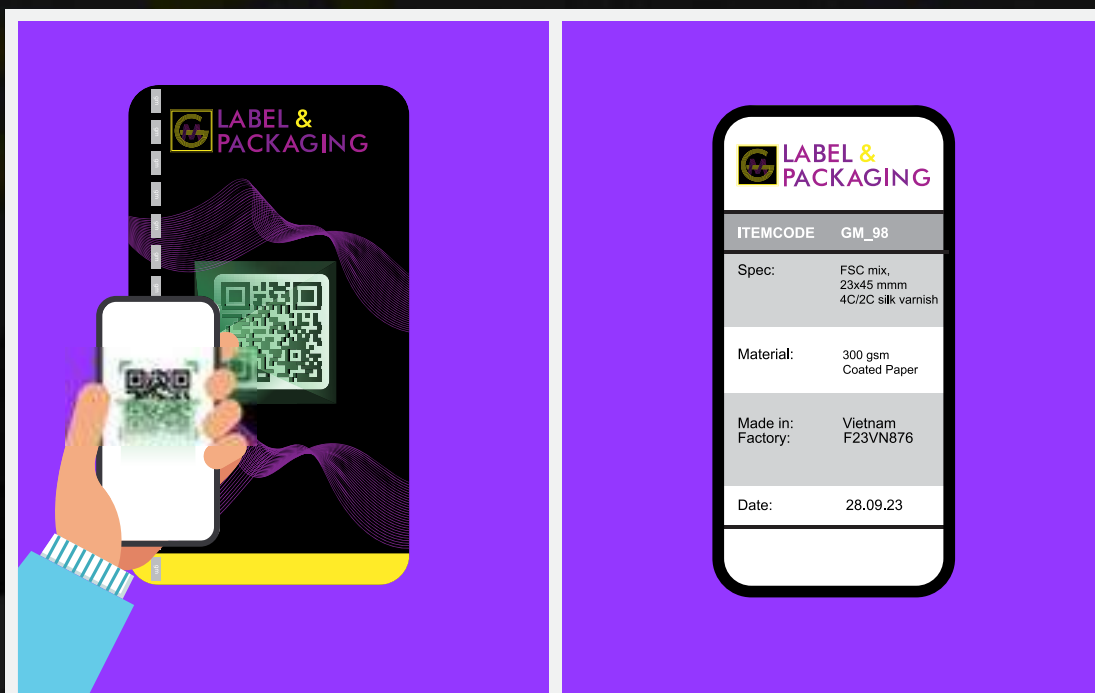 LABEL &
PACKAGING
LABEL &
PACKAGING
ITEMCODE GM_98
Spec: FSC mix,
23x45 mmm
4C/2C silk varnish
Material: 300 gsm
Coated Paper
Made in: Vietnam
Factory: F23VN876
Date: 28.09.23